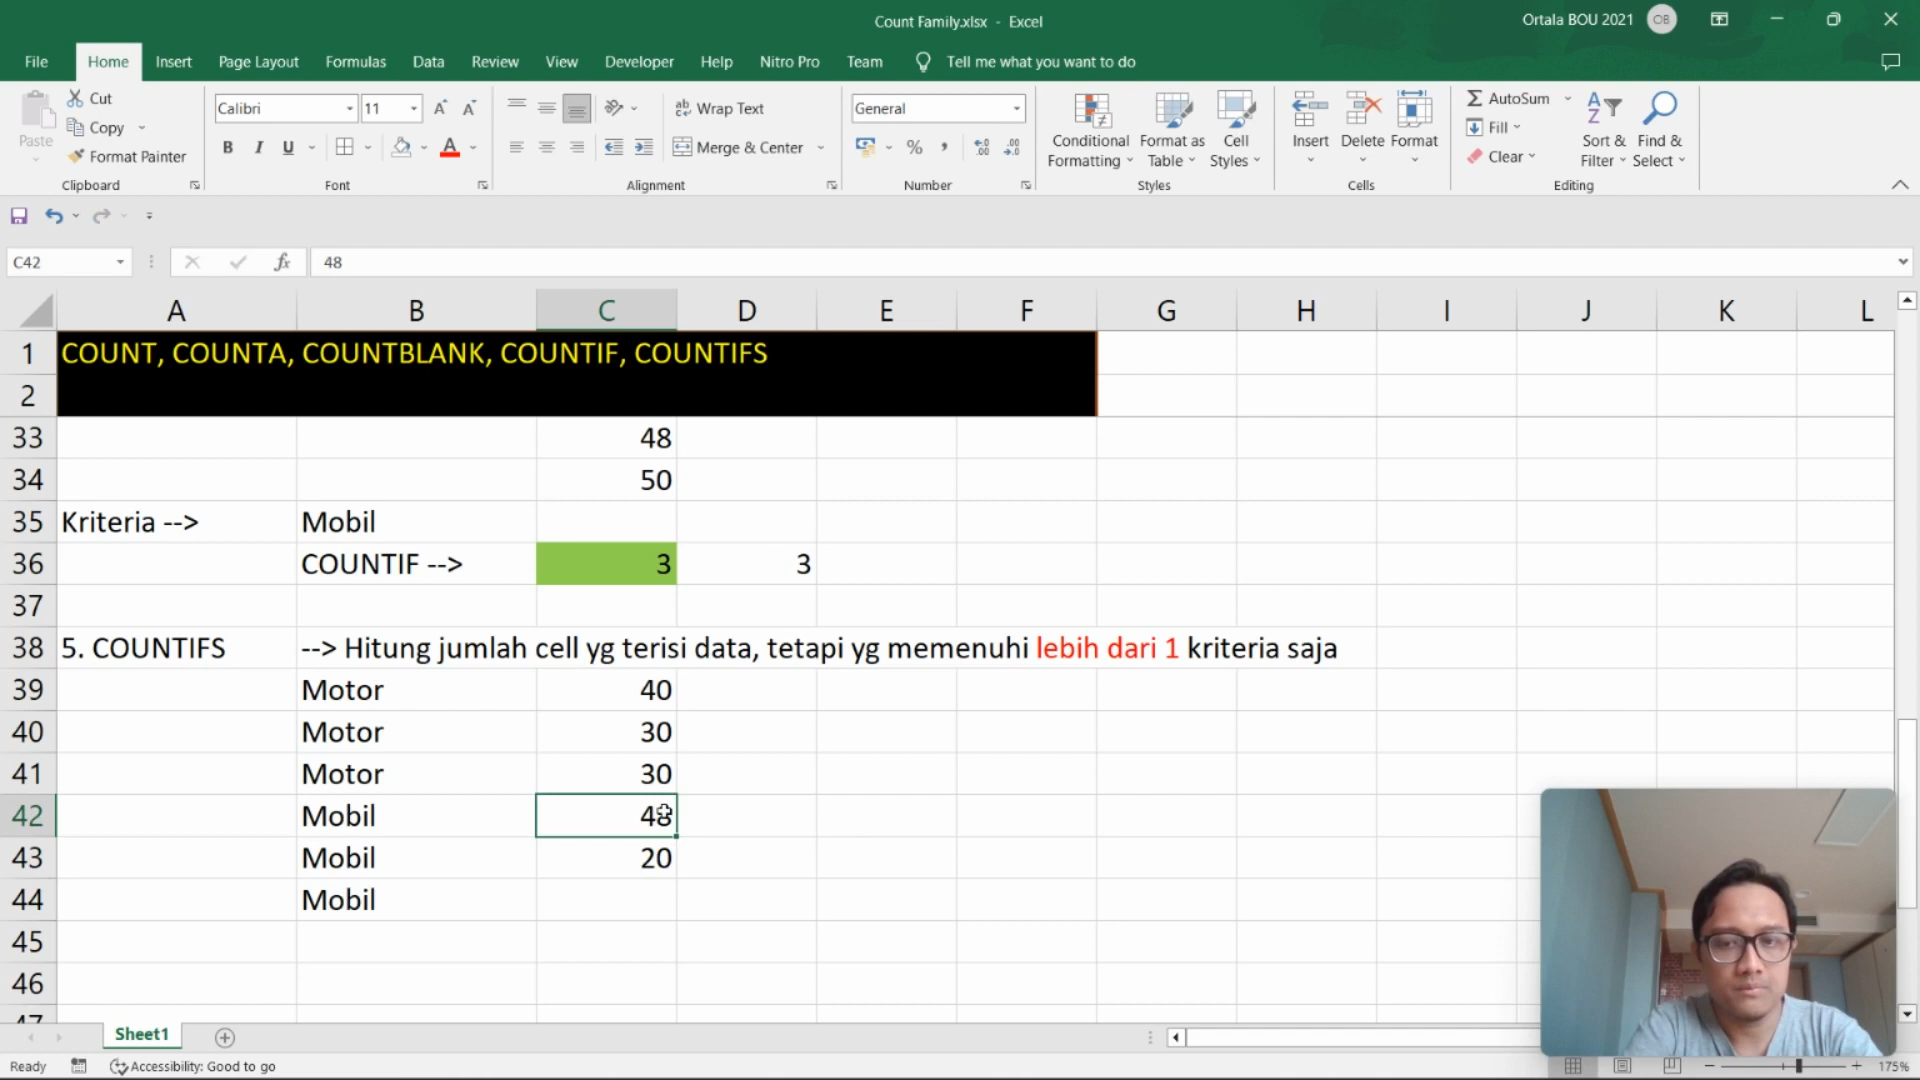 Count Family.xlsx - Excel
Ortala BOU 2021 OB
File Home Insert Page Layout Formulas Data Review View Developer Help Nitro Pro Team Tell me what you want to do
Paste
Cut
Copy
Format Painter
Clipboard
Calibri 11
B I U A
Font
ab Wrap Text
Merge & Center
Alignment
General
% ,
Number
Conditional Formatting
Format as Table
Cell Styles
Styles
Insert Delete Format
Cells
AutoSum
Fill
Clear
Sort & Filter
Find & Select
Editing
C42 fx 48
A B C D E F G H I J K L
1 COUNT, COUNTA, COUNTBLANK, COUNTIF, COUNTIFS
2
33 48
34 50
35 Kriteria --> Mobil
36 COUNTIF --> 3 3
37
38 5. COUNTIFS --> Hitung jumlah cell yg terisi data, tetapi yg memenuhi lebih dari 1 kriteria saja
39 Motor 40
40 Motor 30
41 Motor 30
42 Mobil 48
43 Mobil 20
44 Mobil
45
46
47
Sheet1
Ready Accessibility: Good to go 175%